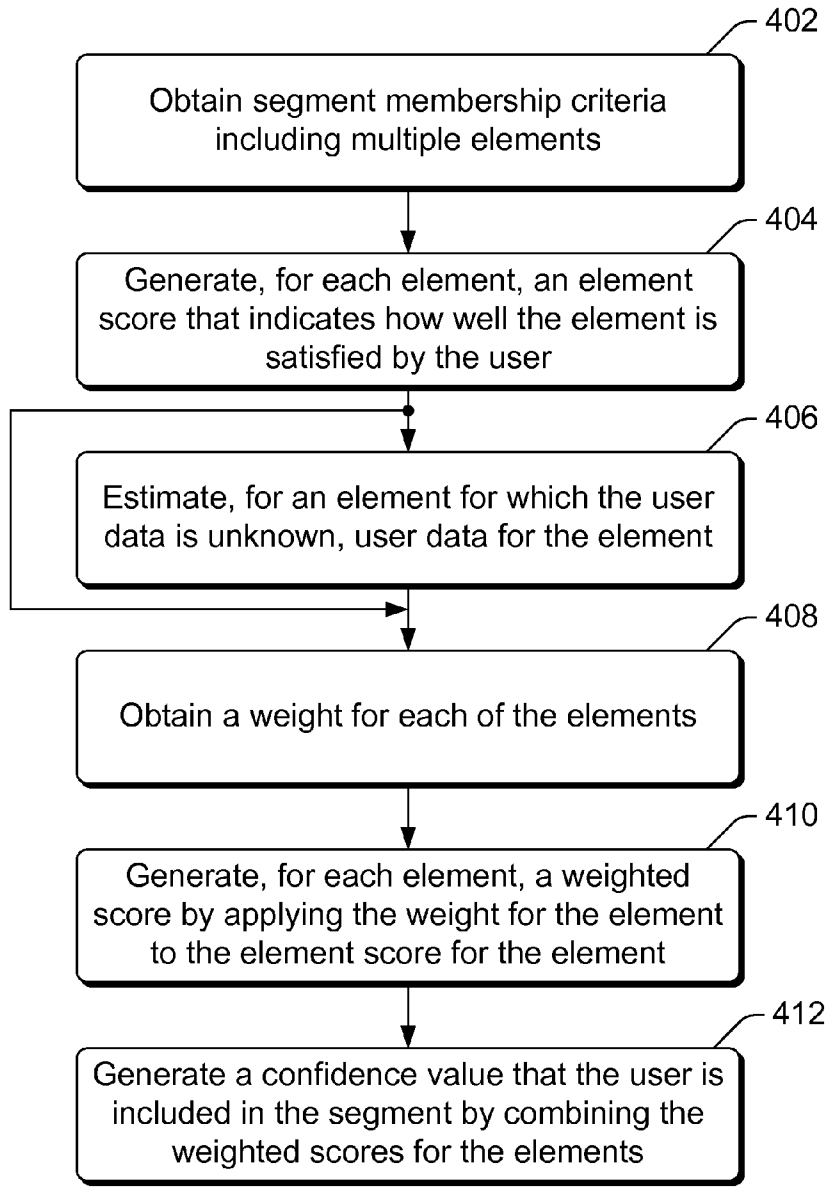 402
Obtain segment membership criteria
including multiple elements
404
Generate, for each element, an element
score that indicates how well the element is
satisfied by the user
406
Estimate, for an element for which the user
data is unknown, user data for the element
408
Obtain a weight for each of the elements
410
Generate, for each element, a weighted
score by applying the weight for the element
to the element score for the element
412
Generate a confidence value that the user is
included in the segment by combining the
weighted scores for the elements